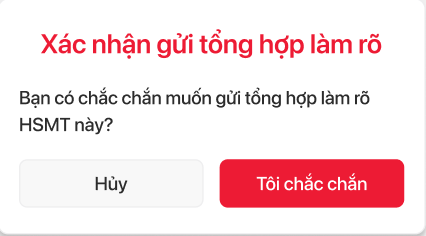 Xác nhận gửi tổng hợp làm rõ
Bạn có chắc chắn muốn gửi tổng hợp làm rõ
HSMT này?
Hủy
Tôi chắc chắn